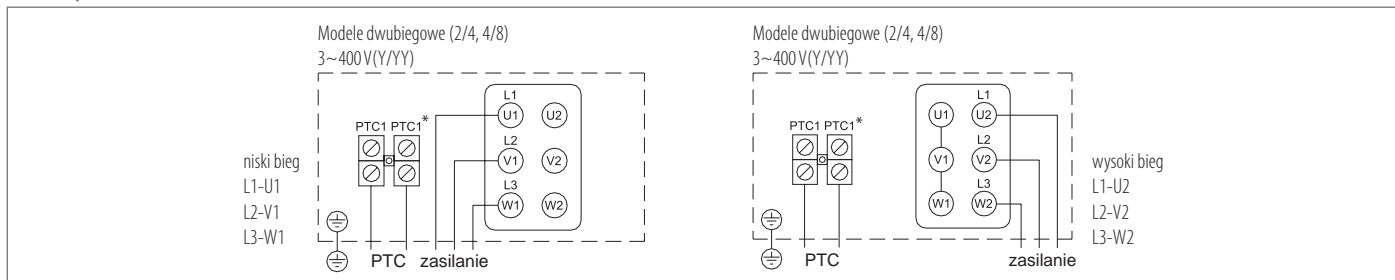 Modele dwubiegowe (2/4, 4/8)
3~400 V(Y/YY)
niski bieg
L1-U1
L2-V1
L3-W1
PTC1 PTC1*
L1
U1 U2
L2
V1 V2
L3
W1 W2
PTC zasilanie
Modele dwubiegowe (2/4, 4/8)
3~400 V(Y/YY)
PTC1 PTC1*
L1
U1 U2
L2
V1 V2
L3
W1 W2
PTC zasilanie
wysoki bieg
L1-U2
L2-V2
L3-W2